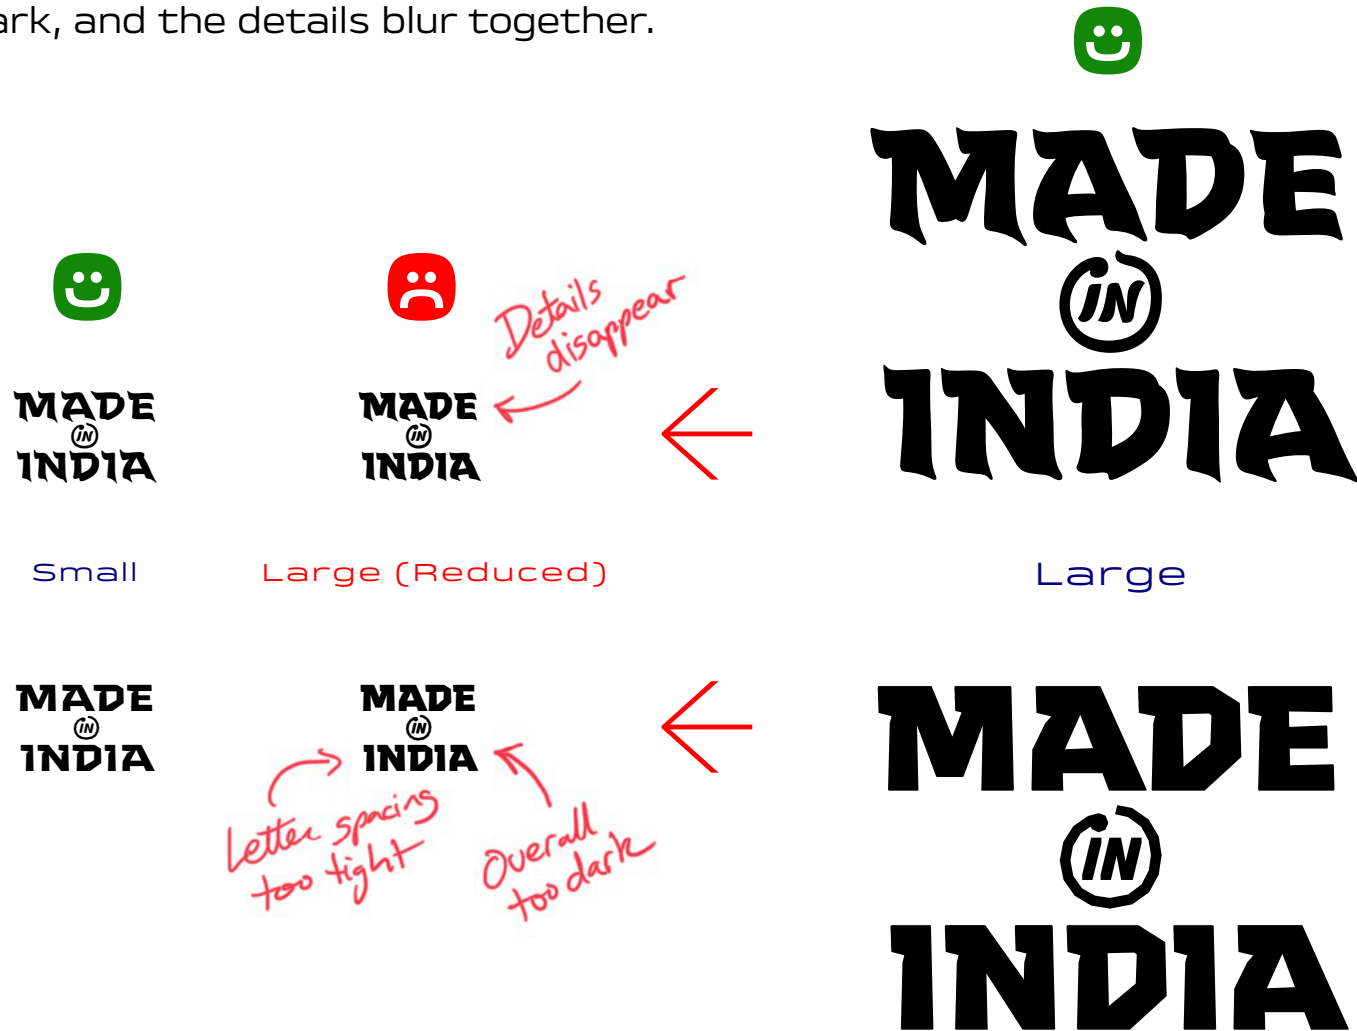 ark, and the details blur together.
MADE
IN
INDIA
Details
disappear
MADE
IN
INDIA
MADE
IN
INDIA
Small
Large (Reduced)
Large
MADE
IN
INDIA
MADE
IN
INDIA
MADE
IN
INDIA
Letter spacing
too tight
Overall
too dark